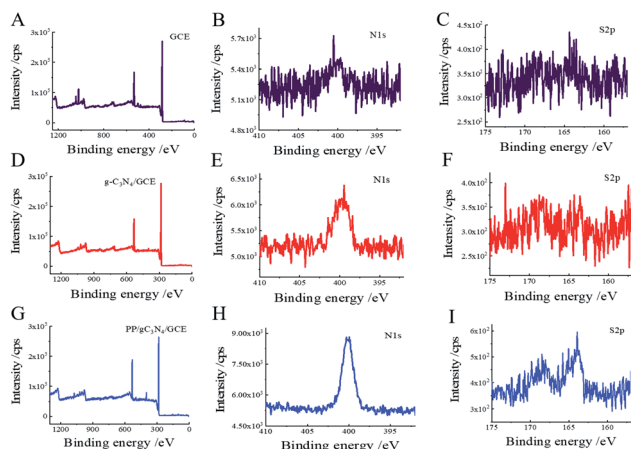 A
GCE
Intensity /cps
3x10⁵
2x10⁵
1x10⁵
0
1200 900 600 300 0
Binding energy /eV
B
N1s
Intensity /cps
5.7x10³
5.4x10³
5.1x10³
4.8x10³
410 405 400 395
Binding energy /eV
C
S2p
Intensity /cps
4.5x10²
4.0x10²
3.5x10²
3.0x10²
2.5x10²
175 170 165 160
Binding energy /eV
D
g-C₃N₄/GCE
Intensity /cps
3x10⁵
2x10⁵
1x10⁵
0
1200 900 600 300 0
Binding energy /eV
E
N1s
Intensity /cps
6.5x10³
6.0x10³
5.5x10³
5.0x10³
410 405 400 395
Binding energy /eV
F
S2p
Intensity /cps
4.0x10²
3.5x10²
3.0x10²
2.5x10²
175 170 165 160
Binding energy /eV
G
PP/gC₃N₄/GCE
Intensity /cps
3x10⁵
2x10⁵
1x10⁵
0
1200 900 600 300 0
Binding energy /eV
H
N1s
Intensity /cps
9.00x10³
7.50x10³
6.00x10³
4.50x10³
410 405 400 395
Binding energy /eV
I
S2p
Intensity /cps
6x10²
5x10²
4x10²
3x10²
175 170 165 160
Binding energy /eV